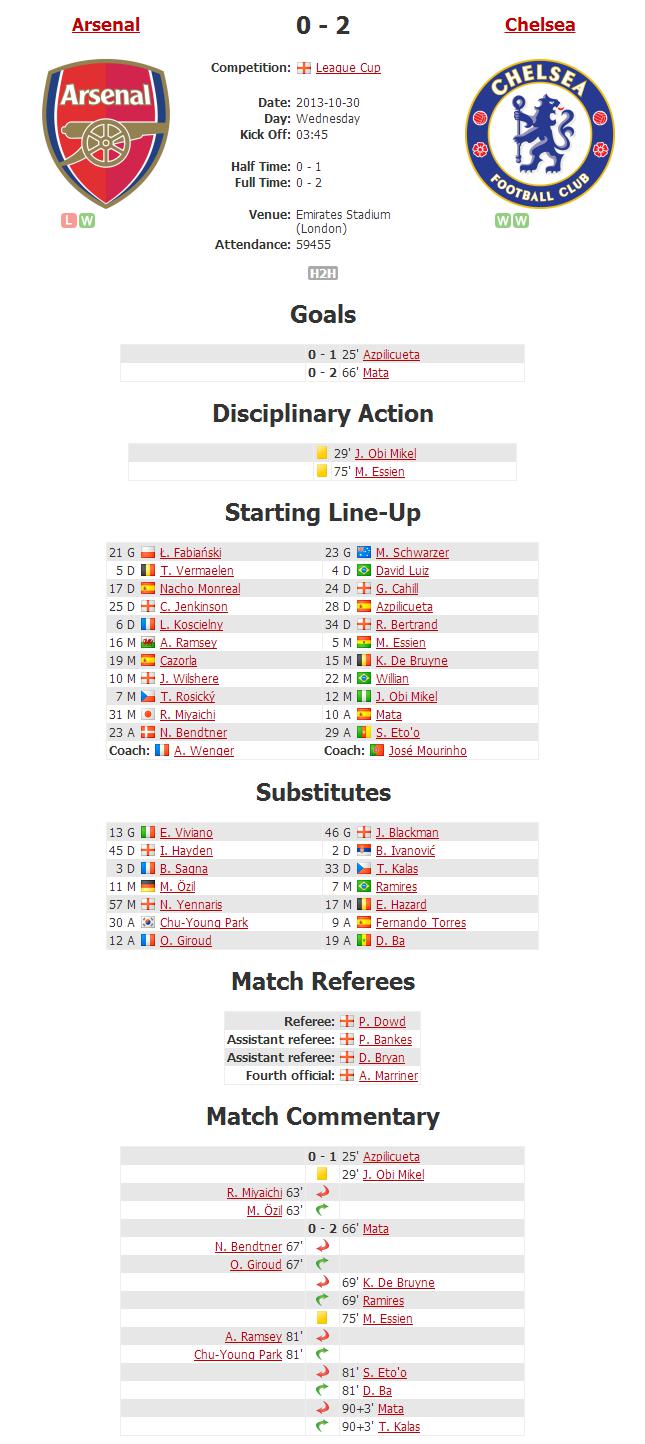 Arsenal
0 - 2
Chelsea
Arsenal
CHELSEA
FOOTBALL CLUB
Competition: League Cup
Date: 2013-10-30
Day: Wednesday
Kick Off: 03:45
Half Time: 0 - 1
Full Time: 0 - 2
Venue: Emirates Stadium
(London)
Attendance: 59455
L W
W W
H2H
Goals
0 - 1 25' Azpilicueta
0 - 2 66' Mata
Disciplinary Action
29' J. Obi Mikel
75' M. Essien
Starting Line-Up
21 G Ł. Fabiański 23 G M. Schwarzer
5 D T. Vermaelen 4 D David Luiz
17 D Nacho Monreal 24 D G. Cahill
25 D C. Jenkinson 28 D Azpilicueta
6 D L. Koscielny 34 D R. Bertrand
16 M A. Ramsey 5 M M. Essien
19 M Cazorla 15 M K. De Bruyne
10 M J. Wilshere 22 M Willian
7 M T. Rosický 12 M J. Obi Mikel
31 M R. Miyaichi 10 A Mata
23 A N. Bendtner 29 A S. Eto'o
Coach: A. Wenger Coach: José Mourinho
Substitutes
13 G E. Viviano 46 G J. Blackman
45 D I. Hayden 2 D B. Ivanović
3 D B. Sagna 33 D T. Kalas
11 M M. Özil 7 M Ramires
57 M N. Yennaris 17 M E. Hazard
30 A Chu-Young Park 9 A Fernando Torres
12 A O. Giroud 19 A D. Ba
Match Referees
Referee: P. Dowd
Assistant referee: P. Bankes
Assistant referee: D. Bryan
Fourth official: A. Marriner
Match Commentary
0 - 1 25' Azpilicueta
29' J. Obi Mikel
R. Miyaichi 63'
M. Özil 63'
0 - 2 66' Mata
N. Bendtner 67'
O. Giroud 67'
69' K. De Bruyne
69' Ramires
75' M. Essien
A. Ramsey 81'
Chu-Young Park 81'
81' S. Eto'o
81' D. Ba
90+3' Mata
90+3' T. Kalas